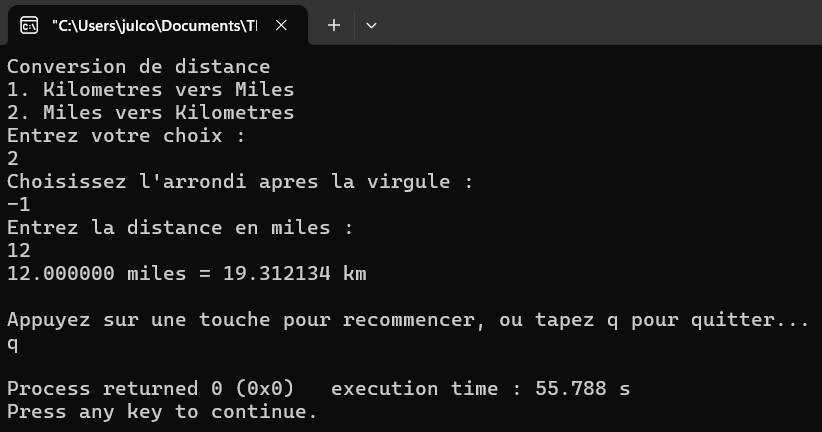 "C:\Users\julco\Documents\T
Conversion de distance
1. Kilometres vers Miles
2. Miles vers Kilometres
Entrez votre choix :
2
Choisissez l'arrondi apres la virgule :
-1
Entrez la distance en miles :
12
12.000000 miles = 19.312134 km
Appuyez sur une touche pour recommencer, ou tapez q pour quitter...
q
Process returned 0 (0x0)   execution time : 55.788 s
Press any key to continue.